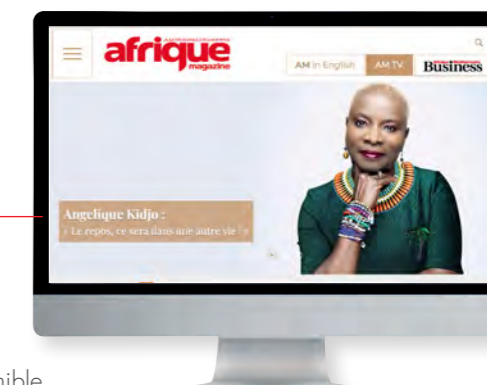 afrique
magazine
AM in English
AM TV
Business
Angélique Kidjo :
« Le repos, ce sera dans une autre vie ! »